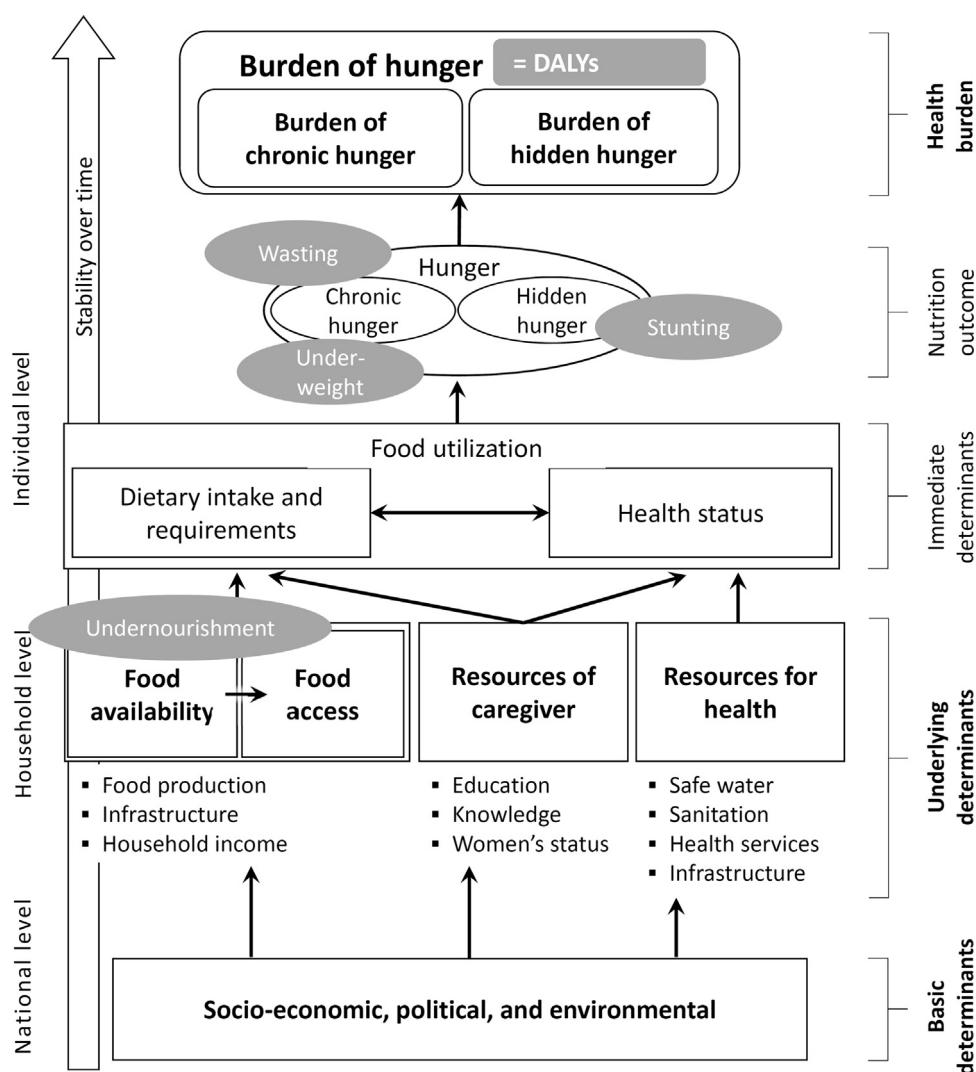 Burden of hunger = DALYs
Burden of
chronic hunger
Burden of
hidden hunger
Health
burden
Stability over time
Wasting
Hunger
Chronic
hunger
Hidden
hunger
Stunting
Under-
weight
Nutrition
outcome
Individual level
Food utilization
Dietary intake and
requirements
Health status
Immediate
determinants
Household level
Undernourishment
Food
availability
Food
access
Resources of
caregiver
Resources for
health
Underlying
determinants
▪ Food production
▪ Infrastructure
▪ Household income
▪ Education
▪ Knowledge
▪ Women’s status
▪ Safe water
▪ Sanitation
▪ Health services
▪ Infrastructure
National level
Socio-economic, political, and environmental
Basic
determinants